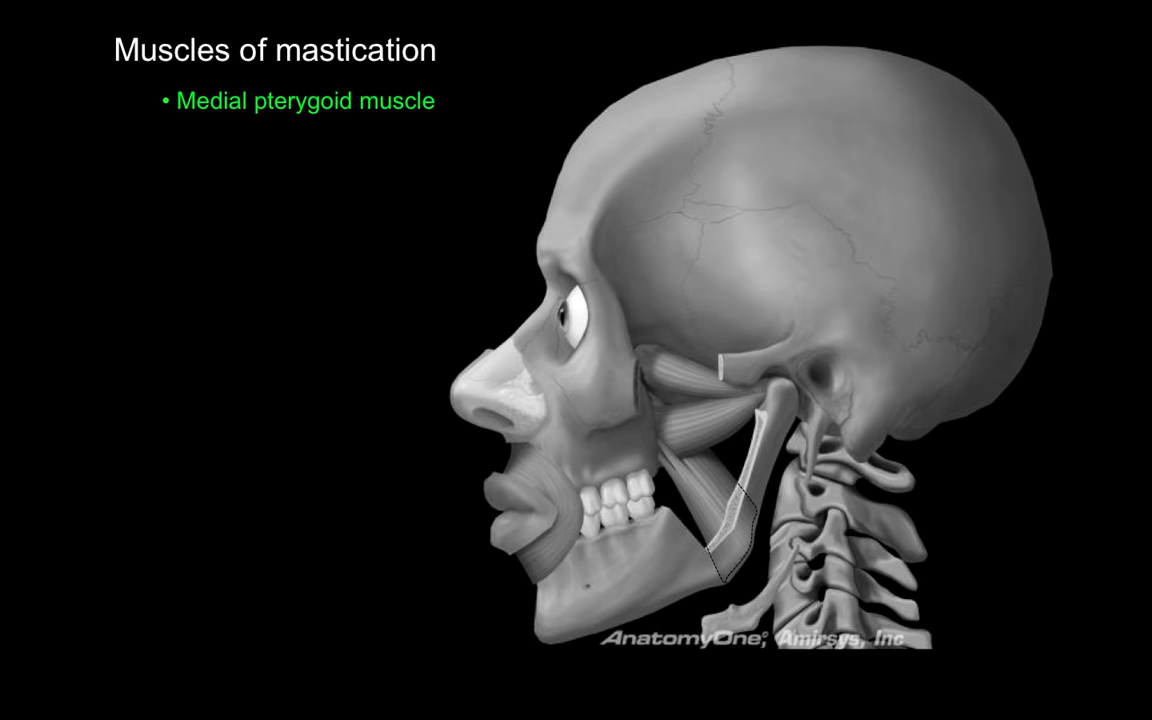 Muscles of mastication
• Medial pterygoid muscle
AnatomyOne®, Amirsys, Inc